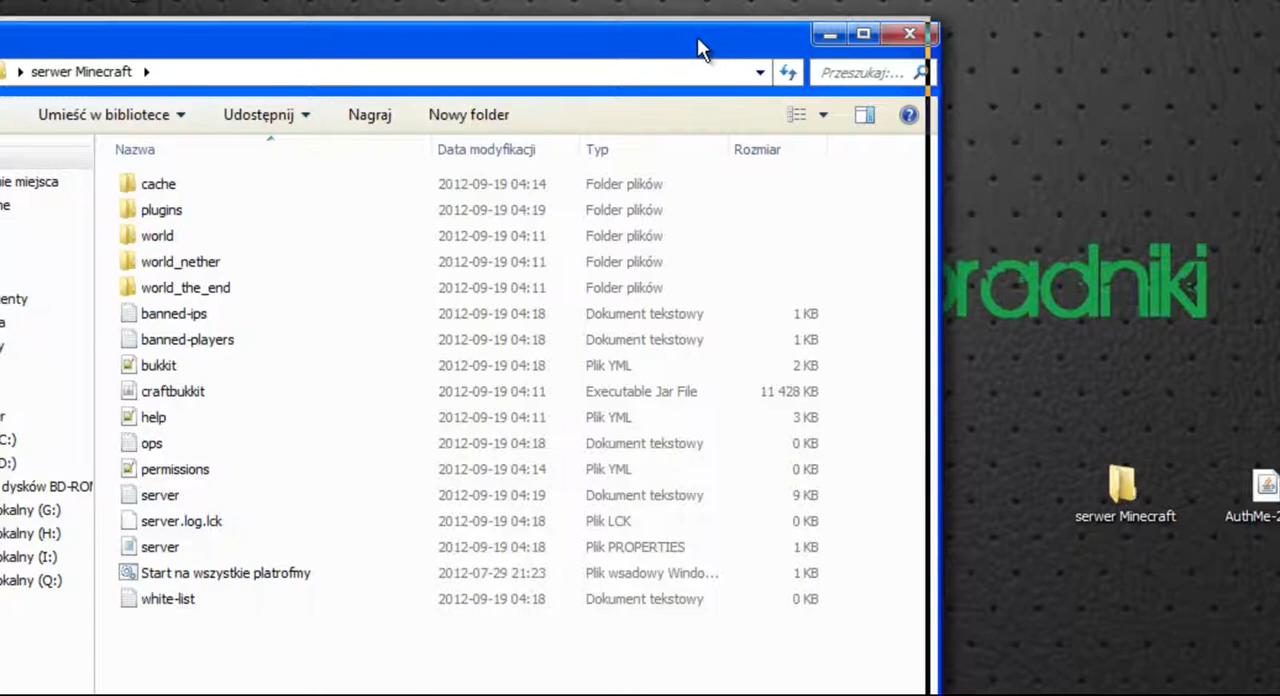 serwer Minecraft
Przeszukaj:...
Umieść w bibliotece Udostępnij Nagraj Nowy folder
Nazwa Data modyfikacji Typ Rozmiar
cache 2012-09-19 04:14 Folder plików
plugins 2012-09-19 04:19 Folder plików
world 2012-09-19 04:11 Folder plików
world_nether 2012-09-19 04:11 Folder plików
world_the_end 2012-09-19 04:11 Folder plików
banned-ips 2012-09-19 04:18 Dokument tekstowy 1 KB
banned-players 2012-09-19 04:18 Dokument tekstowy 1 KB
bukkit 2012-09-19 04:18 Plik YML 2 KB
craftbukkit 2012-09-19 04:11 Executable Jar File 11 428 KB
help 2012-09-19 04:11 Plik YML 3 KB
ops 2012-09-19 04:18 Dokument tekstowy 0 KB
permissions 2012-09-19 04:14 Plik YML 0 KB
server 2012-09-19 04:19 Dokument tekstowy 9 KB
server.log.lck 2012-09-19 04:18 Plik LCK 0 KB
server 2012-09-19 04:18 Plik PROPERTIES 1 KB
Start na wszystkie platrofmy 2012-07-29 21:23 Plik wsadowy Windo... 1 KB
white-list 2012-09-19 04:18 Dokument tekstowy 0 KB
nie miejsca
ne
enty
a
y
r
C:)
D:)
dysków BD-RO
okalny (G:)
okalny (H:)
okalny (I:)
okalny (Q:)
oradniki
serwer Minecraft
AuthMe-2